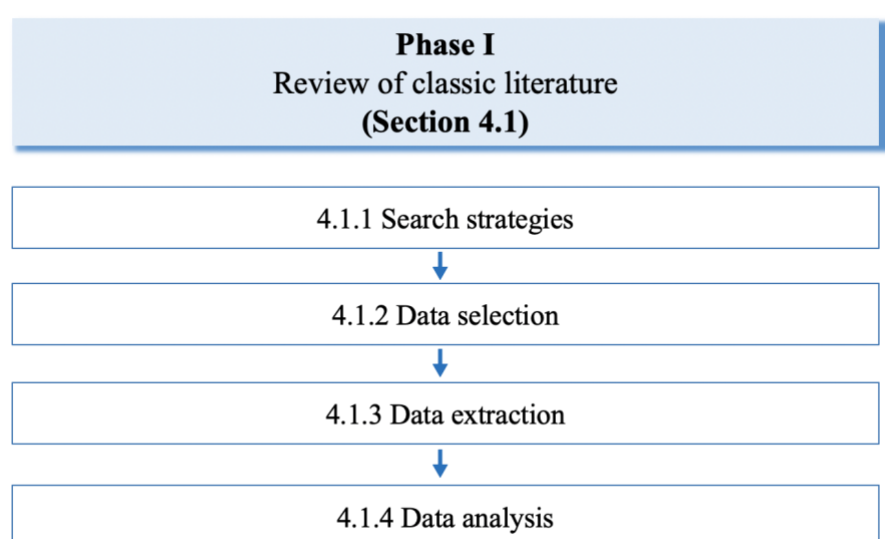 Phase I
Review of classic literature
(Section 4.1)
4.1.1 Search strategies
4.1.2 Data selection
4.1.3 Data extraction
4.1.4 Data analysis